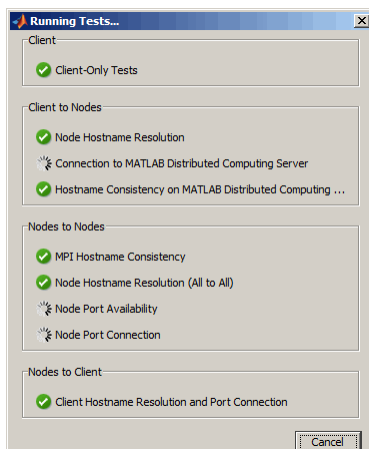 Running Tests...
Client
Client-Only Tests
Client to Nodes
Node Hostname Resolution
Connection to MATLAB Distributed Computing Server
Hostname Consistency on MATLAB Distributed Computing ...
Nodes to Nodes
MPI Hostname Consistency
Node Hostname Resolution (All to All)
Node Port Availability
Node Port Connection
Nodes to Client
Client Hostname Resolution and Port Connection
Cancel